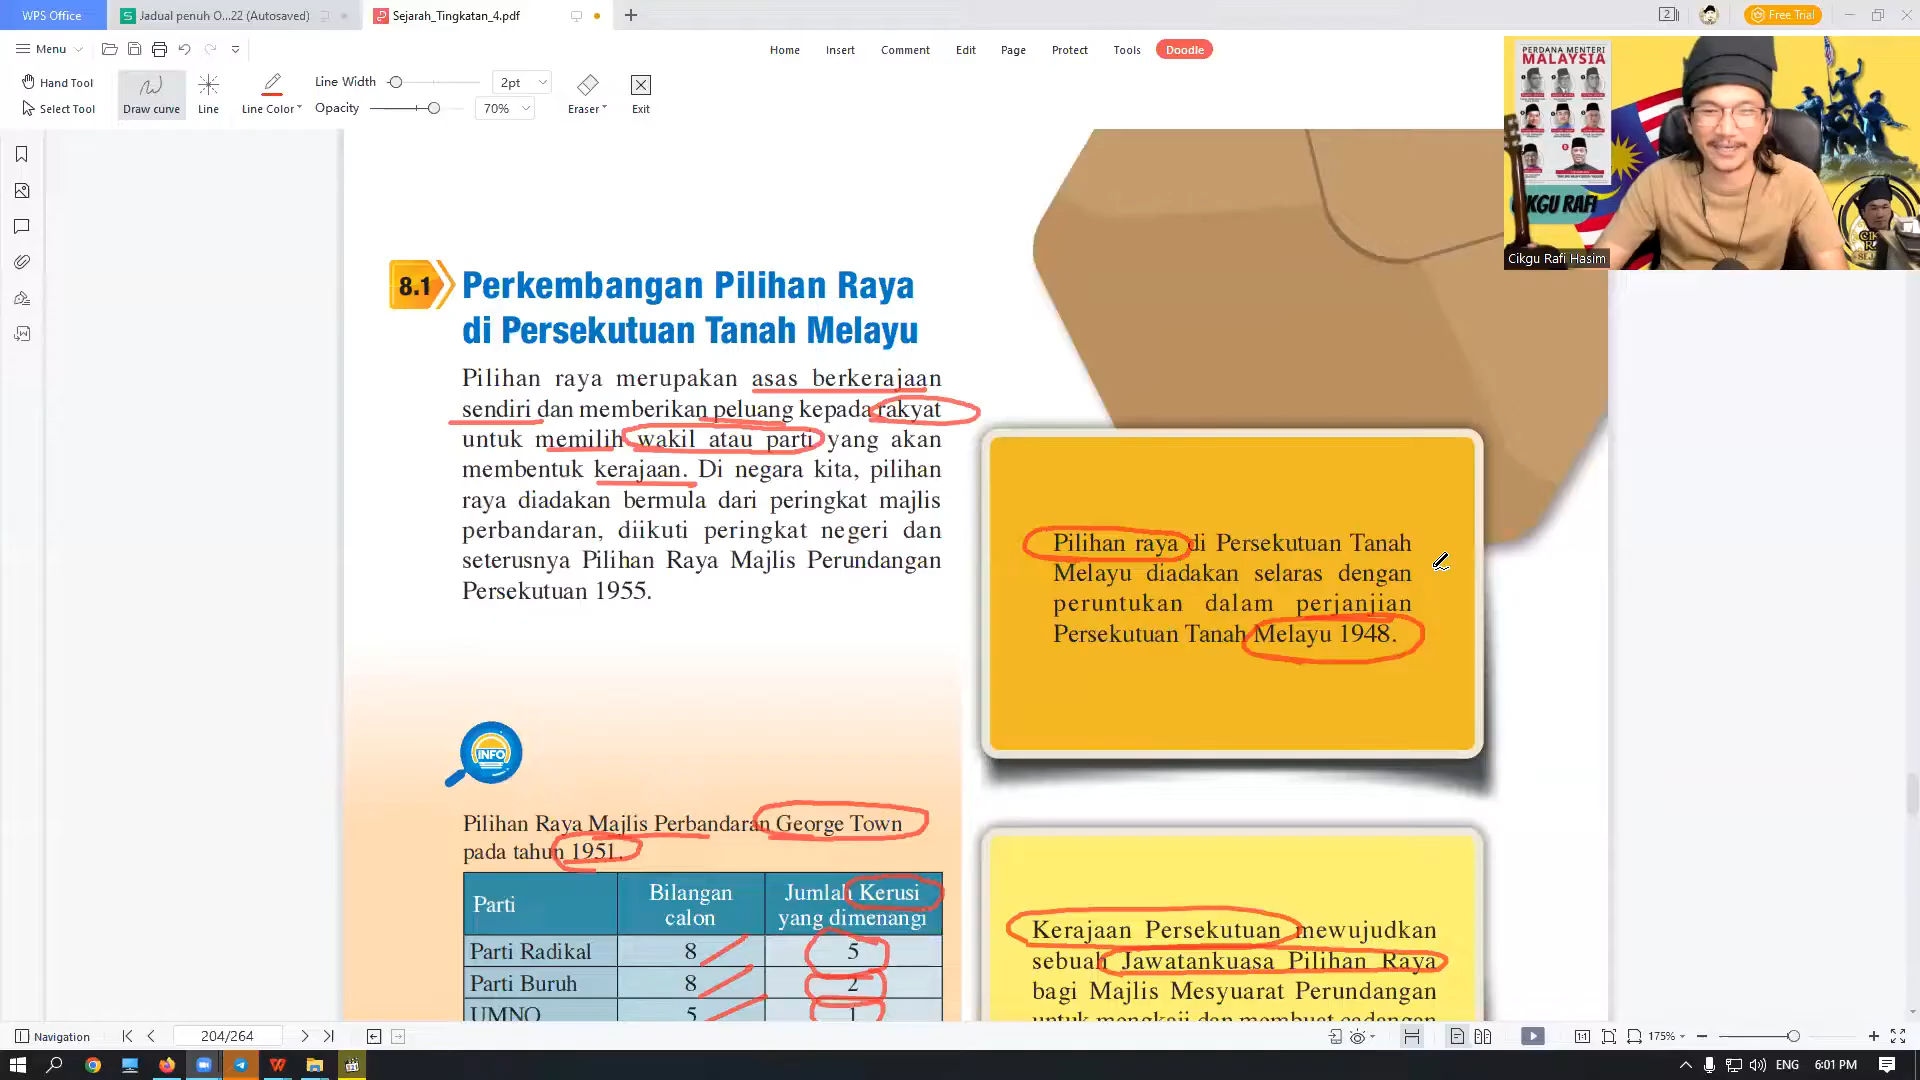 WPS Office
Jadual penuh O...22 (Autosaved)
Sejarah_Tingkatan_4.pdf
2
Free Trial
Menu
Home
Insert
Comment
Edit
Page
Protect
Tools
Doodle
Hand Tool
Select Tool
Draw curve
Line
Line Color
Line Width
2pt
Opacity
70%
Eraser
Exit
PERDANA MENTERI
MALAYSIA
CIKGU RAFI
Cikgu Rafi Hasim
8.1 Perkembangan Pilihan Raya
di Persekutuan Tanah Melayu
Pilihan raya merupakan asas berkerajaan
sendiri dan memberikan peluang kepada rakyat
untuk memilih wakil atau parti yang akan
membentuk kerajaan. Di negara kita, pilihan
raya diadakan bermula dari peringkat majlis
perbandaran, diikuti peringkat negeri dan
seterusnya Pilihan Raya Majlis Perundangan
Persekutuan 1955.
Pilihan raya di Persekutuan Tanah
Melayu diadakan selaras dengan
peruntukan dalam perjanjian
Persekutuan Tanah Melayu 1948.
INFO
Pilihan Raya Majlis Perbandaran George Town
pada tahun 1951.
Parti
Bilangan
calon
Jumlah Kerusi
yang dimenangi
Parti Radikal 8 5
Parti Buruh 8 2
UMNO 5 1
Kerajaan Persekutuan mewujudkan
sebuah Jawatankuasa Pilihan Raya
bagi Majlis Mesyuarat Perundangan
untuk mengkaji dan membuat cadangan
Navigation
204/264
1:1
175%
ENG
6:01 PM